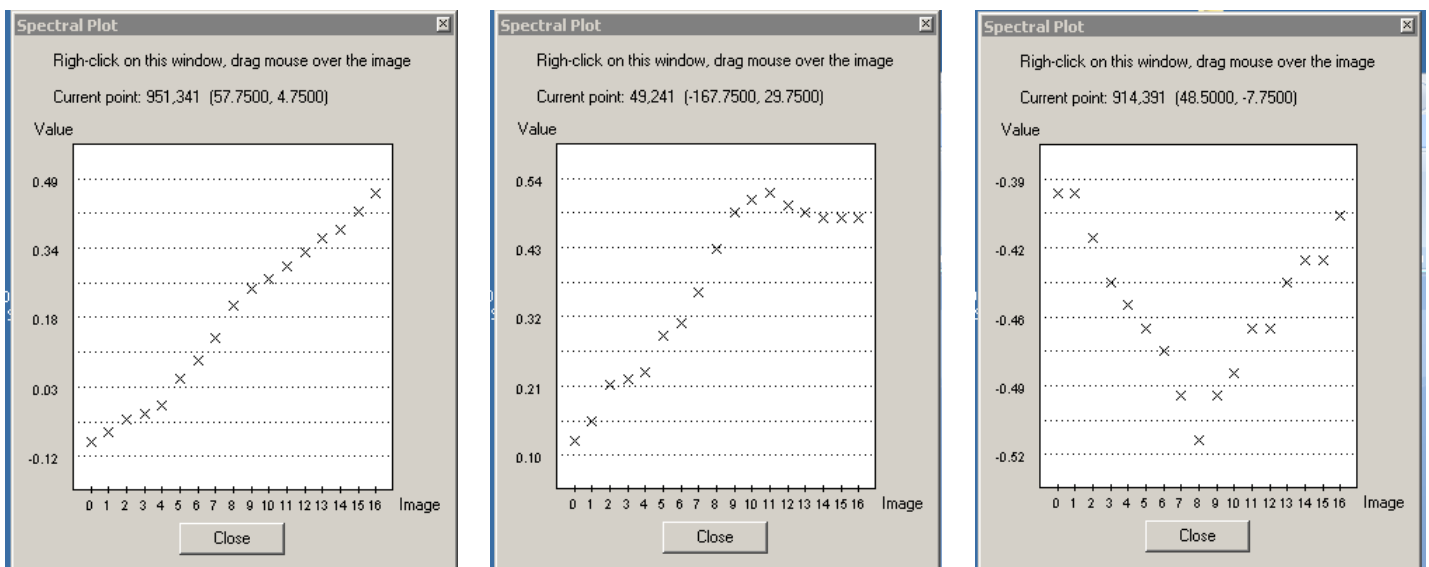 Spectral Plot
Righ-click on this window, drag mouse over the image
Current point: 951,341 (57.7500, 4.7500)
Value
0.49
0.34
0.18
0.03
-0.12
0 1 2 3 4 5 6 7 8 9 10 11 12 13 14 15 16 Image
Close
Spectral Plot
Righ-click on this window, drag mouse over the image
Current point: 49,241 (-167.7500, 29.7500)
Value
0.54
0.43
0.32
0.21
0.10
0 1 2 3 4 5 6 7 8 9 10 11 12 13 14 15 16 Image
Close
Spectral Plot
Righ-click on this window, drag mouse over the image
Current point: 914,391 (48.5000, -7.7500)
Value
-0.39
-0.42
-0.46
-0.49
-0.52
0 1 2 3 4 5 6 7 8 9 10 11 12 13 14 15 16 Image
Close